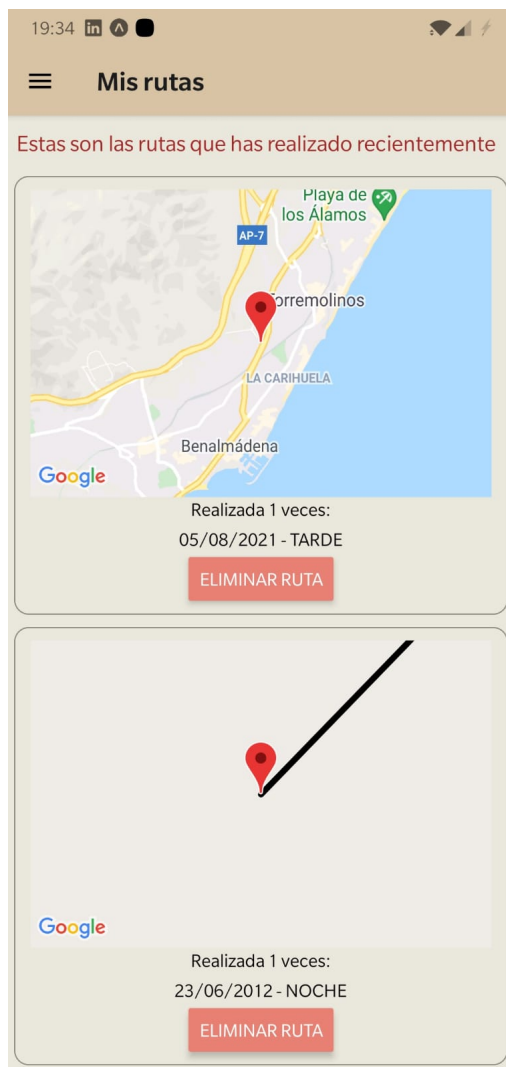 19:34
Mis rutas
Estas son las rutas que has realizado recientemente
Playa de
los Álamos
AP-7
Torremolinos
LA CARIHUELA
Benalmádena
Google
Realizada 1 veces:
05/08/2021 - TARDE
ELIMINAR RUTA
Google
Realizada 1 veces:
23/06/2012 - NOCHE
ELIMINAR RUTA